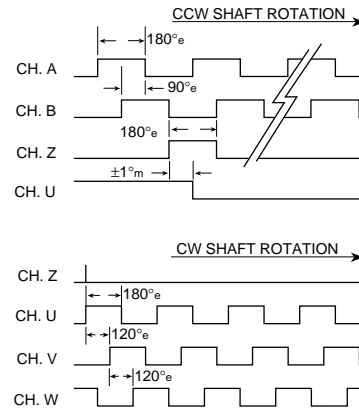 CCW SHAFT ROTATION
180°e
CH. A
90°e
CH. B
180°e
CH. Z
±1°m
CH. U
CW SHAFT ROTATION
CH. Z
180°e
CH. U
120°e
CH. V
120°e
CH. W